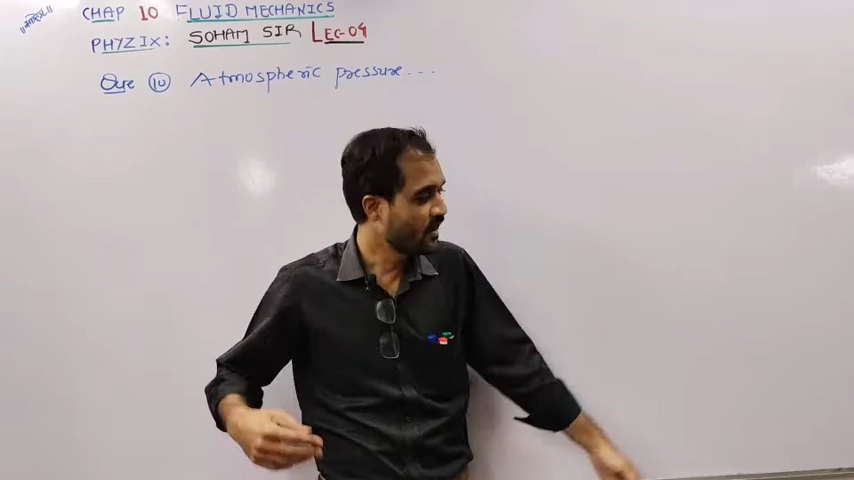 CHAP 10 FLUID MECHANICS
PHYZIX: SOHAM SIR LEC-04
Que 10 Atmospheric pressure....